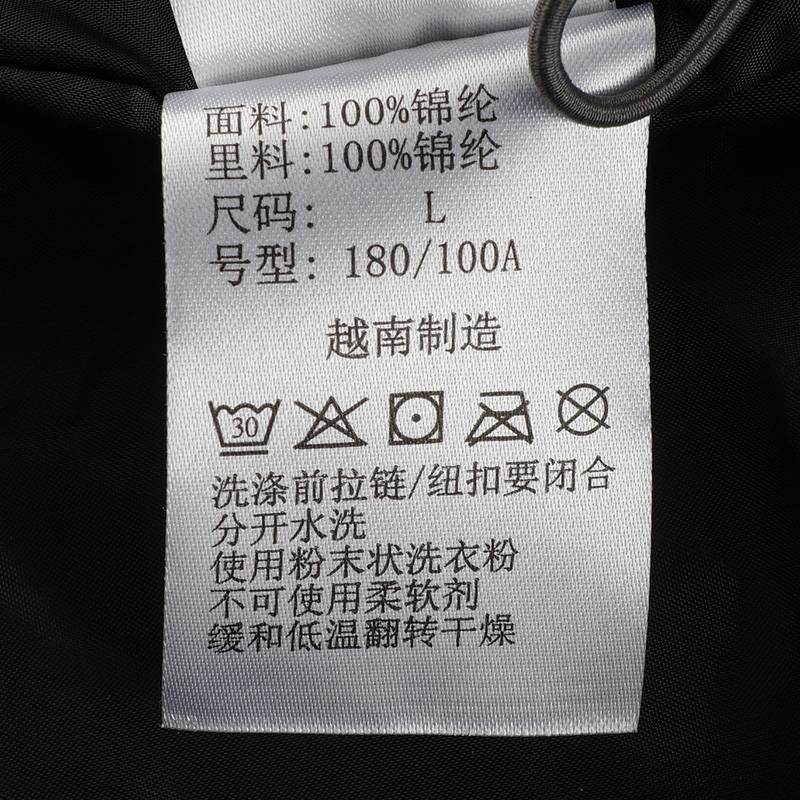 面料:100%锦纶
里料:100%锦纶
尺码: L
号型: 180/100A
越南制造
30
洗涤前拉链/纽扣要闭合
分开水洗
使用粉末状洗衣粉
不可使用柔软剂
缓和低温翻转干燥